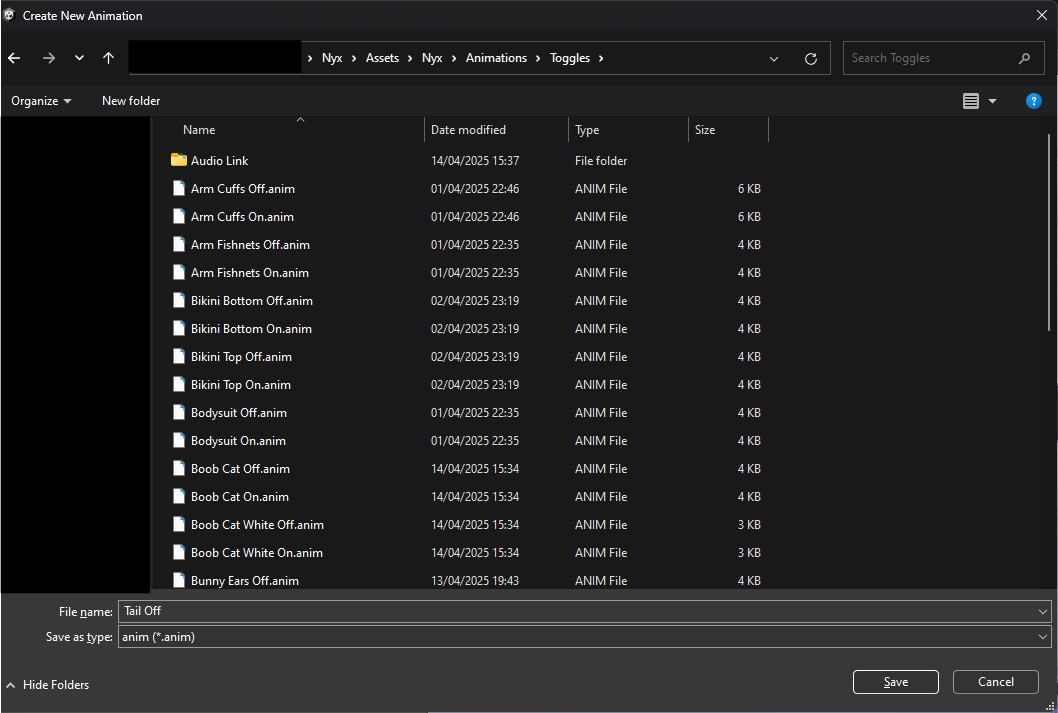 Create New Animation
> Nyx > Assets > Nyx > Animations > Toggles >
Search Toggles
Organize
New folder
?
Name Date modified Type Size
Audio Link 14/04/2025 15:37 File folder
Arm Cuffs Off.anim 01/04/2025 22:46 ANIM File 6 KB
Arm Cuffs On.anim 01/04/2025 22:46 ANIM File 6 KB
Arm Fishnets Off.anim 01/04/2025 22:35 ANIM File 4 KB
Arm Fishnets On.anim 01/04/2025 22:35 ANIM File 4 KB
Bikini Bottom Off.anim 02/04/2025 23:19 ANIM File 4 KB
Bikini Bottom On.anim 02/04/2025 23:19 ANIM File 4 KB
Bikini Top Off.anim 02/04/2025 23:19 ANIM File 4 KB
Bikini Top On.anim 02/04/2025 23:19 ANIM File 4 KB
Bodysuit Off.anim 01/04/2025 22:35 ANIM File 4 KB
Bodysuit On.anim 01/04/2025 22:35 ANIM File 4 KB
Boob Cat Off.anim 14/04/2025 15:34 ANIM File 4 KB
Boob Cat On.anim 14/04/2025 15:34 ANIM File 4 KB
Boob Cat White Off.anim 14/04/2025 15:34 ANIM File 3 KB
Boob Cat White On.anim 14/04/2025 15:34 ANIM File 3 KB
Bunny Ears Off.anim 13/04/2025 19:43 ANIM File 4 KB
File name: Tail Off
Save as type: anim (*.anim)
Hide Folders
Save
Cancel